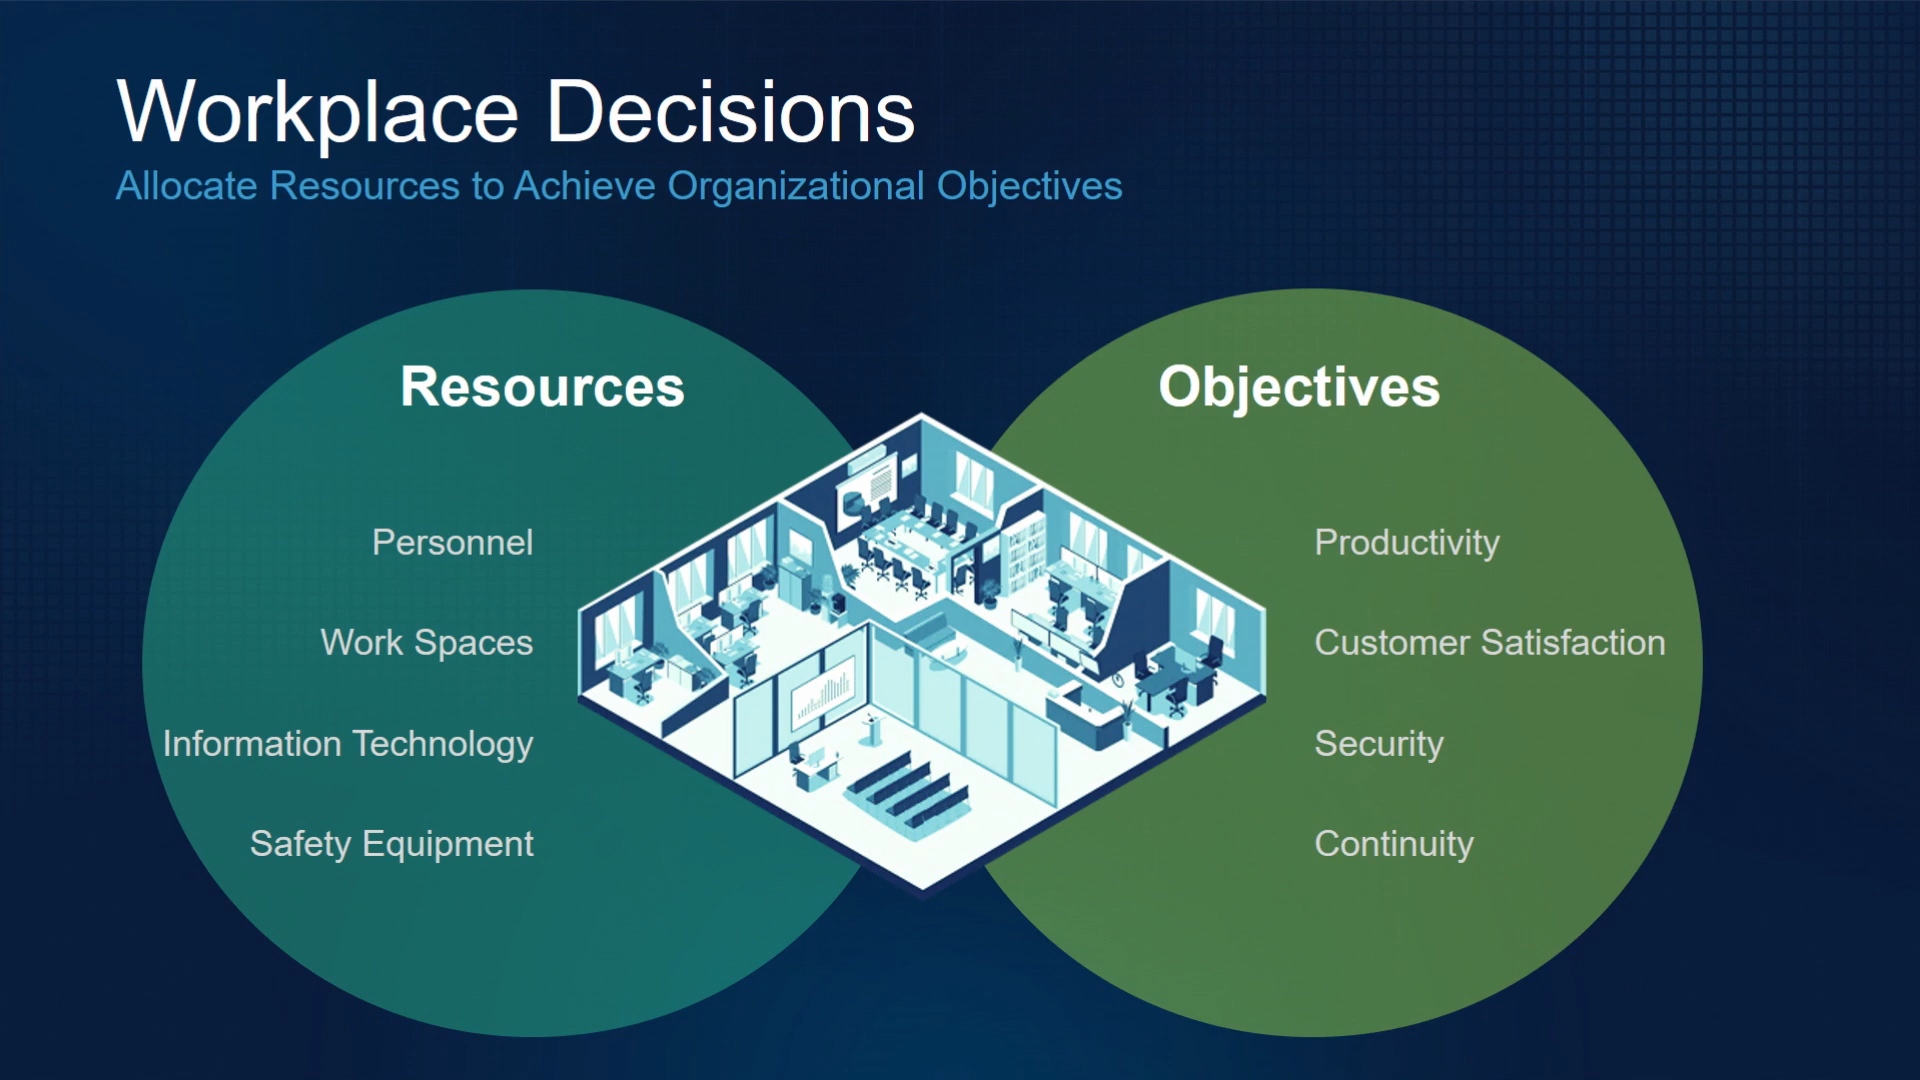 Workplace Decisions
Allocate Resources to Achieve Organizational Objectives
Resources
Personnel
Work Spaces
Information Technology
Safety Equipment
Objectives
Productivity
Customer Satisfaction
Security
Continuity